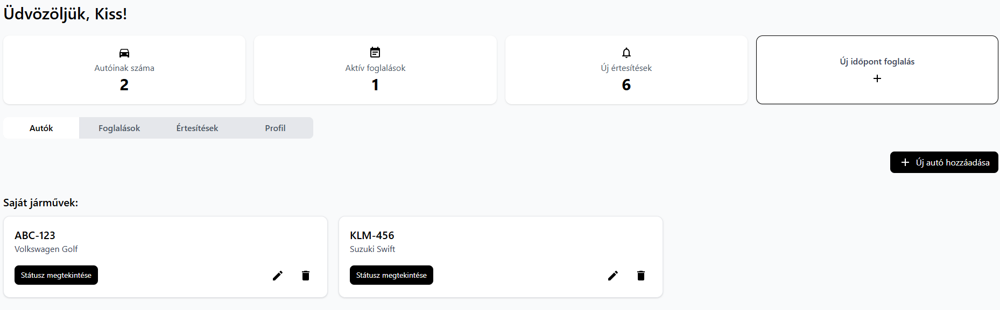 Üdvözöljük, Kiss!
Autóinak száma
2
Aktív foglalások
1
Új értesítések
6
Új időpont foglalás
Autók
Foglalások
Értesítések
Profil
Új autó hozzáadása
Saját járművek:
ABC-123
Volkswagen Golf
Státusz megtekintése
KLM-456
Suzuki Swift
Státusz megtekintése